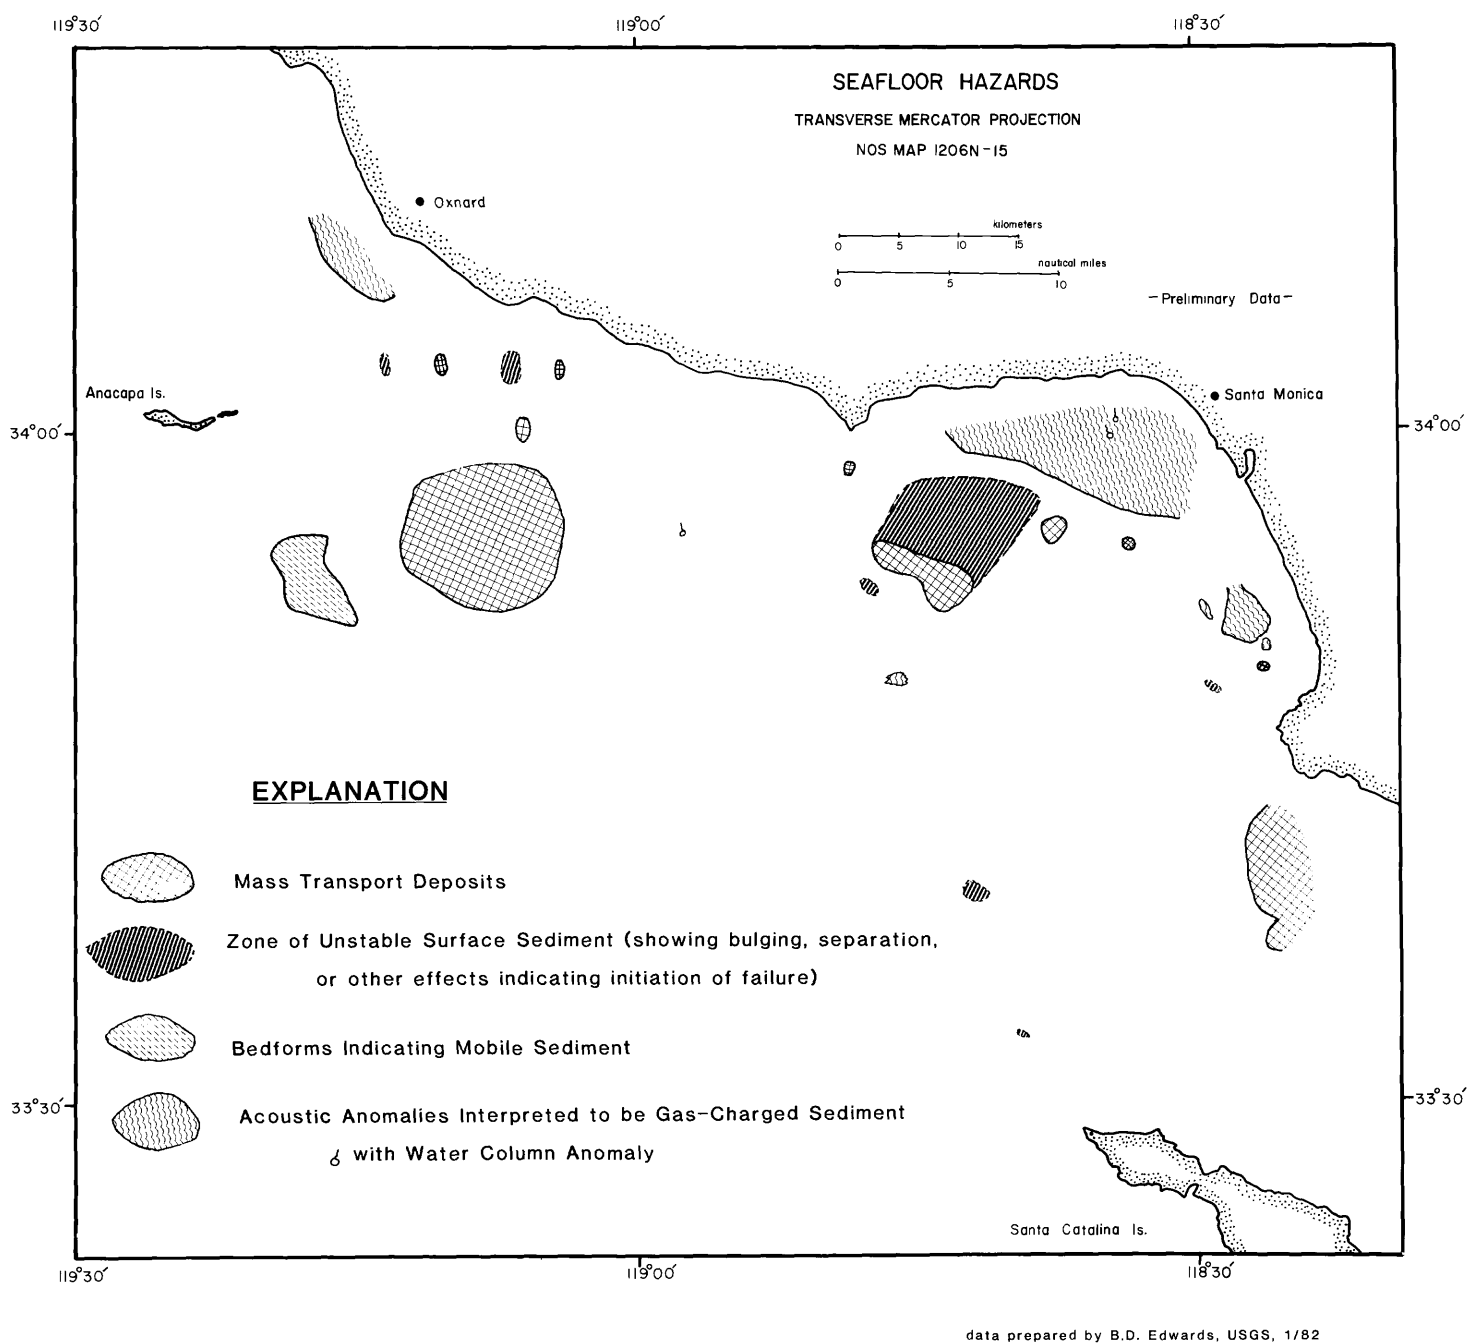 119°30' 119°00' 118°30'
SEAFLOOR HAZARDS
TRANSVERSE MERCATOR PROJECTION
NOS MAP 1206N-15
Oxnard
kilometers
0 5 10 15
nautical miles
0 5 10
-Preliminary Data-
Anacapa Is.
Santa Monica
34°00' 34°00'
EXPLANATION
Mass Transport Deposits
Zone of Unstable Surface Sediment (showing bulging, separation,
or other effects indicating initiation of failure)
Bedforms Indicating Mobile Sediment
33°30' 33°30'
Acoustic Anomalies Interpreted to be Gas-Charged Sediment
with Water Column Anomaly
Santa Catalina Is.
119°30' 119°00' 118°30'
data prepared by B.D. Edwards, USGS, 1/82